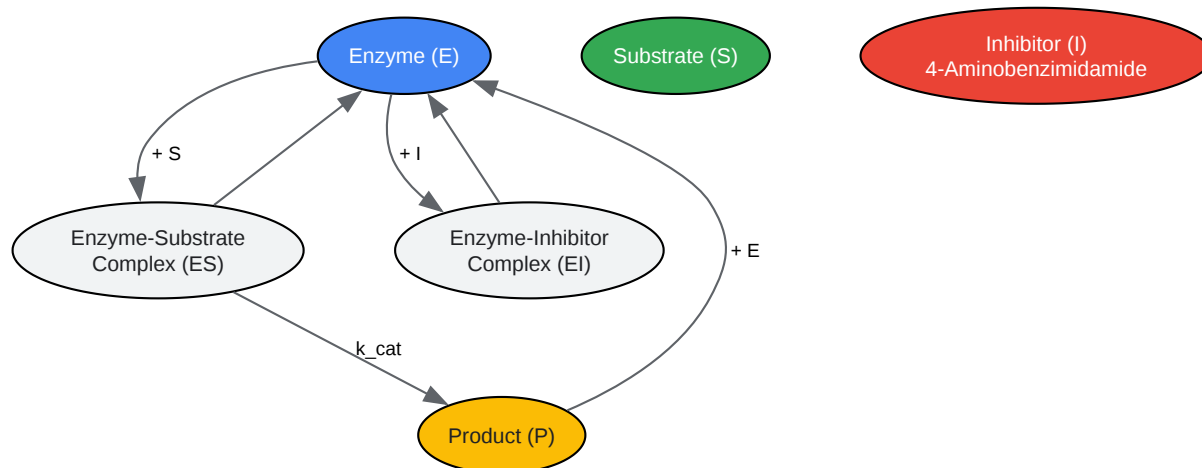 Enzyme (E)
Substrate (S)
Inhibitor (I)
4-Aminobenzimidamide
+ S
+ I
Enzyme-Substrate
Complex (ES)
Enzyme-Inhibitor
Complex (EI)
+ E
k_cat
Product (P)